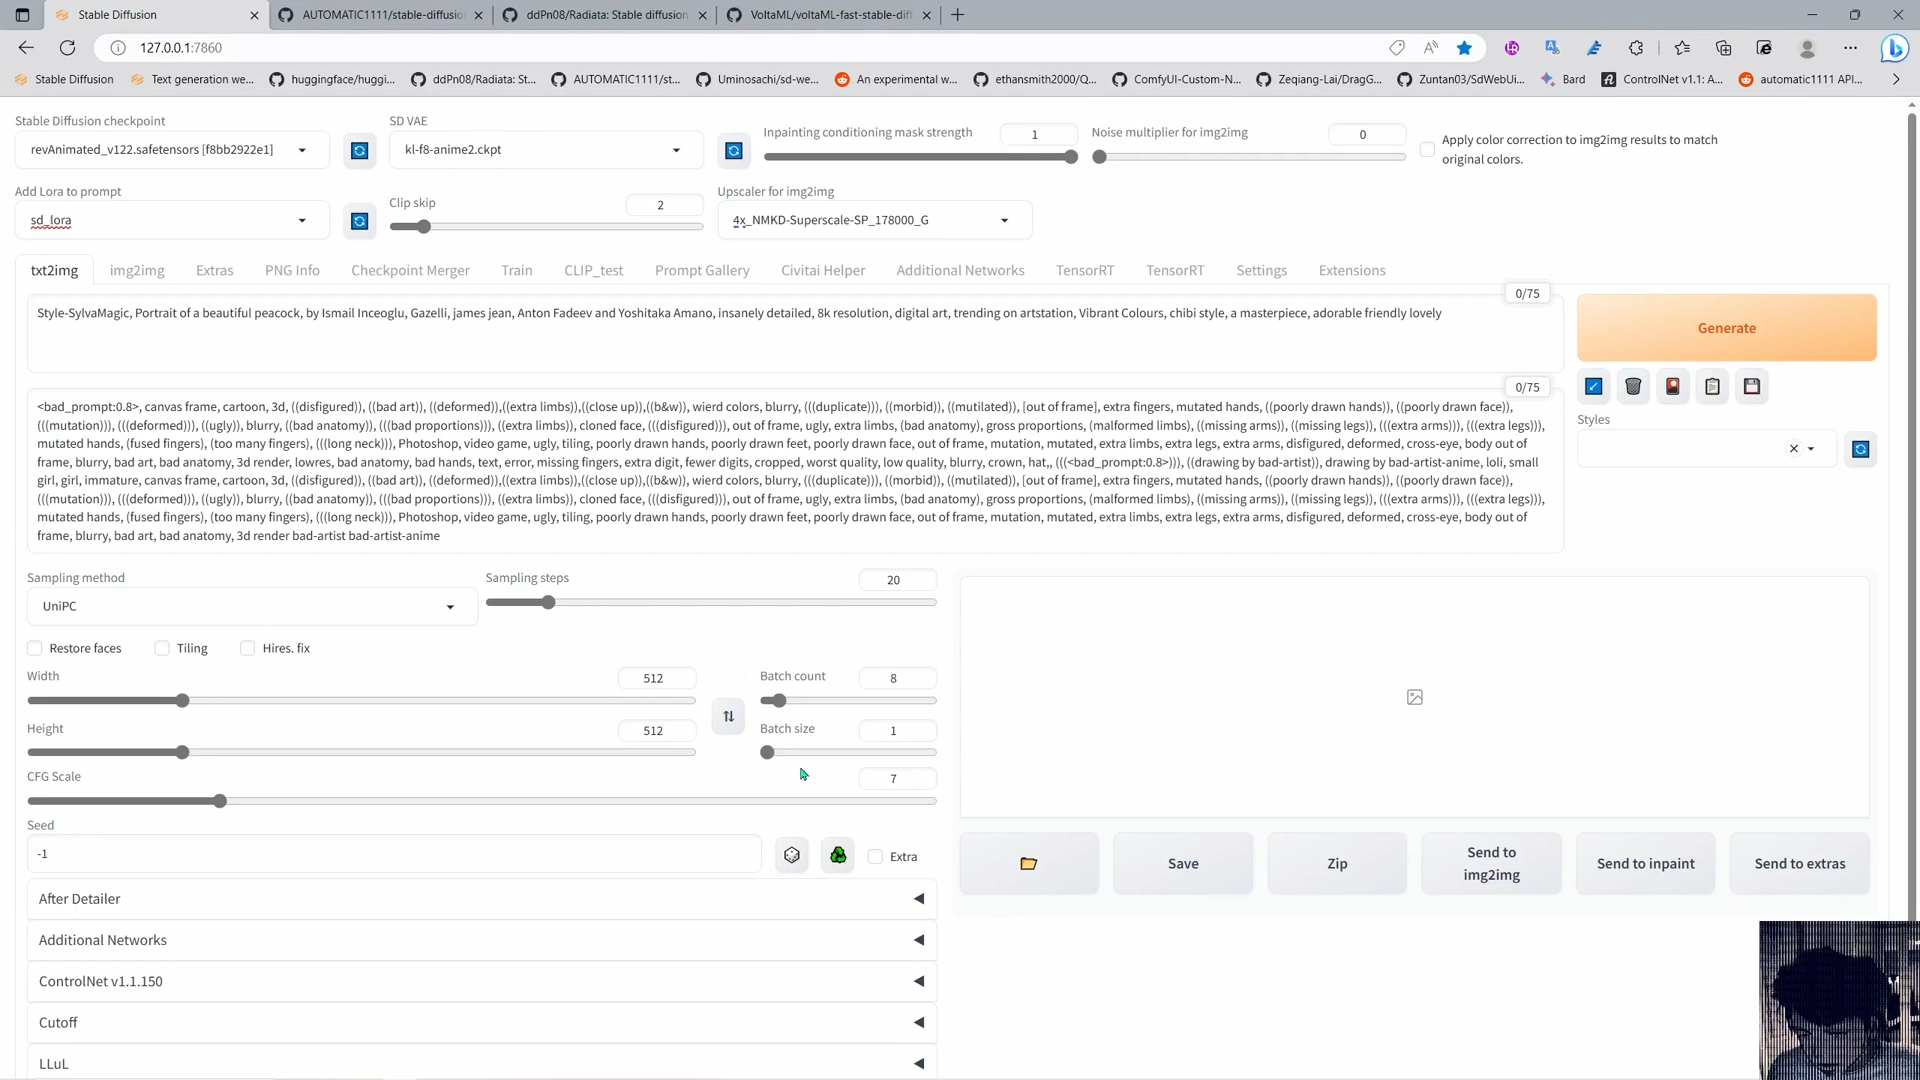 Stable Diffusion
AUTOMATIC1111/stable-diffusio
ddPn08/Radiata: Stable diffusion
VoltaML/voltaML-fast-stable-diff
127.0.0.1:7860
Stable Diffusion
Text generation we...
huggingface/huggi...
ddPn08/Radiata: St...
AUTOMATIC1111/st...
Uminosachi/sd-we...
An experimental w...
ethansmith2000/Q...
ComfyUI-Custom-N...
Zeqiang-Lai/DragG...
Zuntan03/SdWebUi...
Bard
ControlNet v1.1: A...
automatic1111 API...
Stable Diffusion checkpoint
revAnimated_v122.safetensors [f8bb2922e1]
SD VAE
kl-f8-anime2.ckpt
Inpainting conditioning mask strength
1
Noise multiplier for img2img
0
Apply color correction to img2img results to match
original colors.
Add Lora to prompt
sd_lora
Clip skip
2
Upscaler for img2img
4x_NMKD-Superscale-SP_178000_G
txt2img
img2img
Extras
PNG Info
Checkpoint Merger
Train
CLIP_test
Prompt Gallery
Civitai Helper
Additional Networks
TensorRT
TensorRT
Settings
Extensions
0/75
Style-SylvaMagic, Portrait of a beautiful peacock, by Ismail Inceoglu, Gazelli, james jean, Anton Fadeev and Yoshitaka Amano, insanely detailed, 8k resolution, digital art, trending on artstation, Vibrant Colours, chibi style, a masterpiece, adorable friendly lovely
Generate
0/75
<bad_prompt:0.8>, canvas frame, cartoon, 3d, ((disfigured)), ((bad art)), ((deformed)),((extra limbs)),((close up)),((b&w)), wierd colors, blurry, (((duplicate))), ((morbid)), ((mutilated)), [out of frame], extra fingers, mutated hands, ((poorly drawn hands)), ((poorly drawn face)),
(((mutation))), (((deformed))), ((ugly)), blurry, ((bad anatomy)), (((bad proportions))), ((extra limbs)), cloned face, (((disfigured))), out of frame, ugly, extra limbs, (bad anatomy), gross proportions, (malformed limbs), ((missing arms)), ((missing legs)), (((extra arms))), (((extra legs))),
mutated hands, (fused fingers), (too many fingers), (((long neck))), Photoshop, video game, ugly, tiling, poorly drawn hands, poorly drawn feet, poorly drawn face, out of frame, mutation, mutated, extra limbs, extra legs, extra arms, disfigured, deformed, cross-eye, body out of
frame, blurry, bad art, bad anatomy, 3d render, lowres, bad anatomy, bad hands, text, error, missing fingers, extra digit, fewer digits, cropped, worst quality, low quality, blurry, crown, hat,, (((<bad_prompt:0.8>))), ((drawing by bad-artist)), drawing by bad-artist-anime, loli, small
girl, girl, immature, canvas frame, cartoon, 3d, ((disfigured)), ((bad art)), ((deformed)),((extra limbs)),((close up)),((b&w)), wierd colors, blurry, (((duplicate))), ((morbid)), ((mutilated)), [out of frame], extra fingers, mutated hands, ((poorly drawn hands)), ((poorly drawn face)),
(((mutation))), (((deformed))), ((ugly)), blurry, ((bad anatomy)), (((bad proportions))), ((extra limbs)), cloned face, (((disfigured))), out of frame, ugly, extra limbs, (bad anatomy), gross proportions, (malformed limbs), ((missing arms)), ((missing legs)), (((extra arms))), (((extra legs))),
mutated hands, (fused fingers), (too many fingers), (((long neck))), Photoshop, video game, ugly, tiling, poorly drawn hands, poorly drawn feet, poorly drawn face, out of frame, mutation, mutated, extra limbs, extra legs, extra arms, disfigured, deformed, cross-eye, body out of
frame, blurry, bad art, bad anatomy, 3d render bad-artist bad-artist-anime
Styles
Sampling method
UniPC
Sampling steps
20
Restore faces
Tiling
Hires. fix
Width
512
Batch count
8
Height
512
Batch size
1
CFG Scale
7
Seed
-1
Extra
Save
Zip
Send to
img2img
Send to inpaint
Send to extras
After Detailer
Additional Networks
ControlNet v1.1.150
Cutoff
LLuL